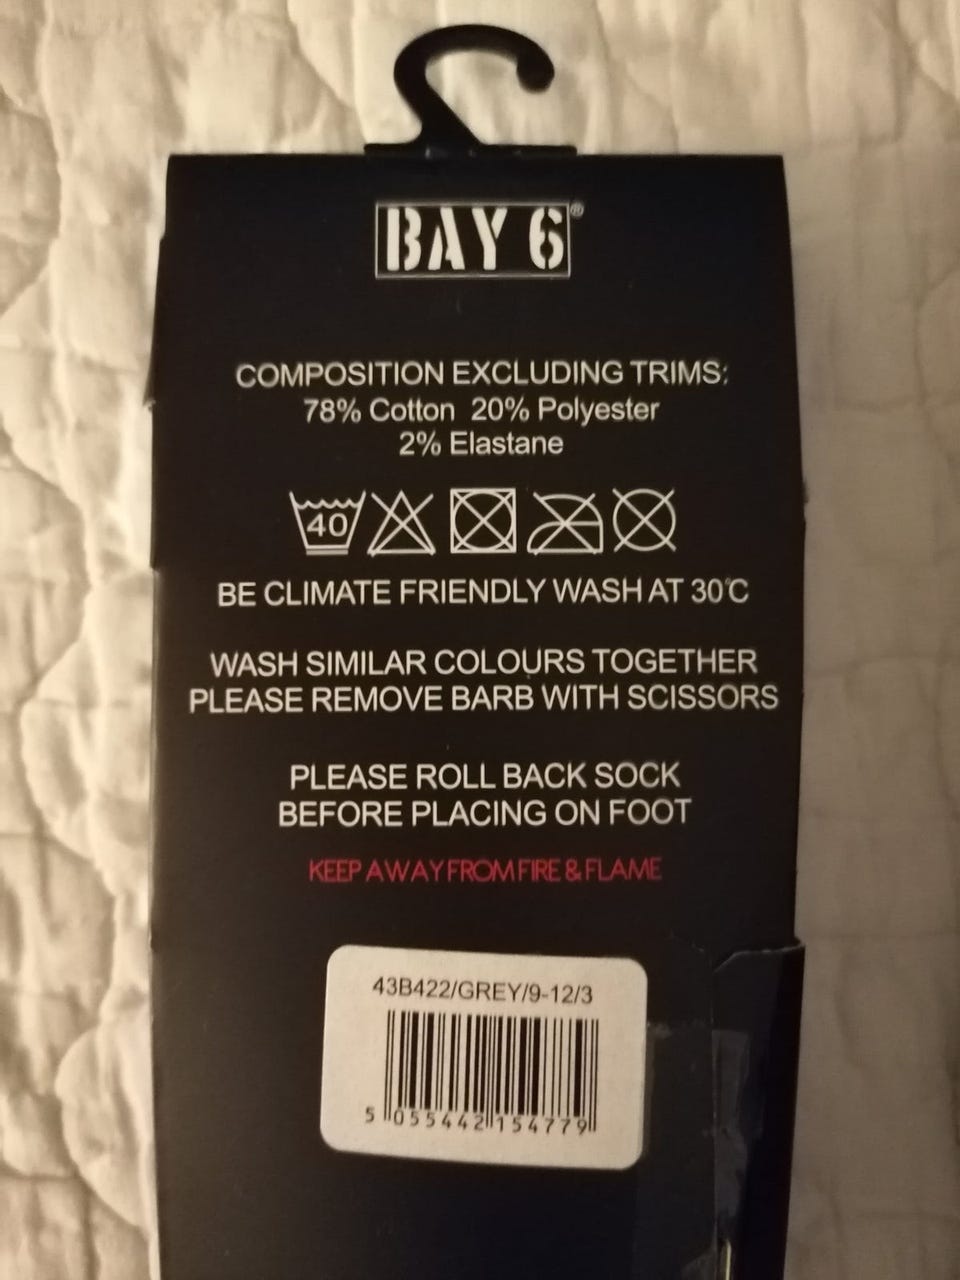 BAY 6®
COMPOSITION EXCLUDING TRIMS:
78% Cotton 20% Polyester
2% Elastane
40
BE CLIMATE FRIENDLY WASH AT 30°C
WASH SIMILAR COLOURS TOGETHER
PLEASE REMOVE BARB WITH SCISSORS
PLEASE ROLL BACK SOCK
BEFORE PLACING ON FOOT
KEEP AWAY FROM FIRE & FLAME
43B422/GREY/9-12/3
5 055442 154779